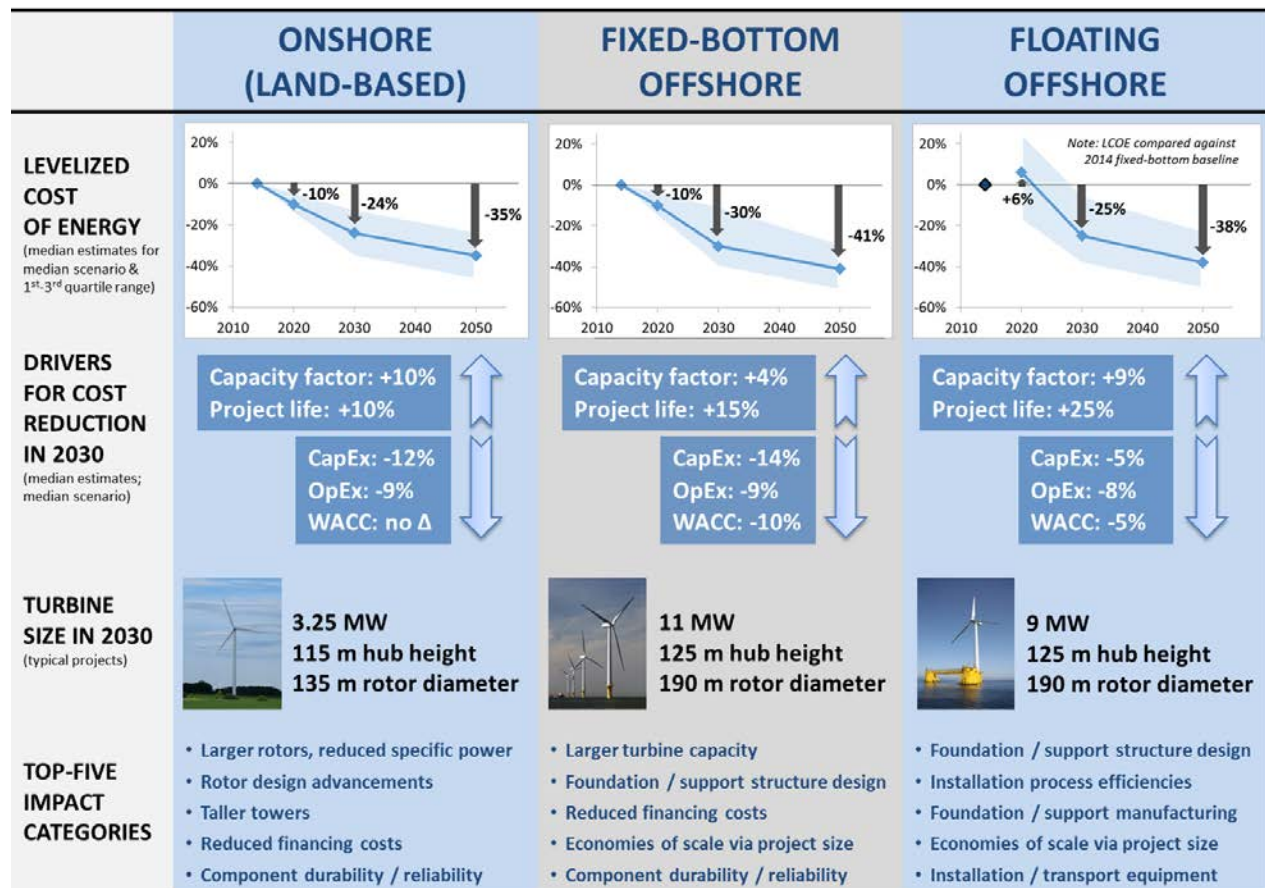 ONSHORE
(LAND-BASED)
FIXED-BOTTOM
OFFSHORE
FLOATING
OFFSHORE
LEVELIZED
COST
OF ENERGY
(median estimates for
median scenario &
1st-3rd quartile range)
20%
0%
-20%
-40%
-60%
-10%
-24%
-35%
2010 2020 2030 2040 2050
20%
0%
-20%
-40%
-60%
-10%
-30%
-41%
2010 2020 2030 2040 2050
Note: LCOE compared against
2014 fixed-bottom baseline
20%
0%
-20%
-40%
-60%
+6%
-25%
-38%
2010 2020 2030 2040 2050
DRIVERS
FOR COST
REDUCTION
IN 2030
(median estimates;
median scenario)
Capacity factor: +10%
Project life: +10%
CapEx: -12%
OpEx: -9%
WACC: no Δ
Capacity factor: +4%
Project life: +15%
CapEx: -14%
OpEx: -9%
WACC: -10%
Capacity factor: +9%
Project life: +25%
CapEx: -5%
OpEx: -8%
WACC: -5%
TURBINE
SIZE IN 2030
(typical projects)
3.25 MW
115 m hub height
135 m rotor diameter
11 MW
125 m hub height
190 m rotor diameter
9 MW
125 m hub height
190 m rotor diameter
TOP-FIVE
IMPACT
CATEGORIES
• Larger rotors, reduced specific power
• Rotor design advancements
• Taller towers
• Reduced financing costs
• Component durability / reliability
• Larger turbine capacity
• Foundation / support structure design
• Reduced financing costs
• Economies of scale via project size
• Component durability / reliability
• Foundation / support structure design
• Installation process efficiencies
• Foundation / support manufacturing
• Economies of scale via project size
• Installation / transport equipment